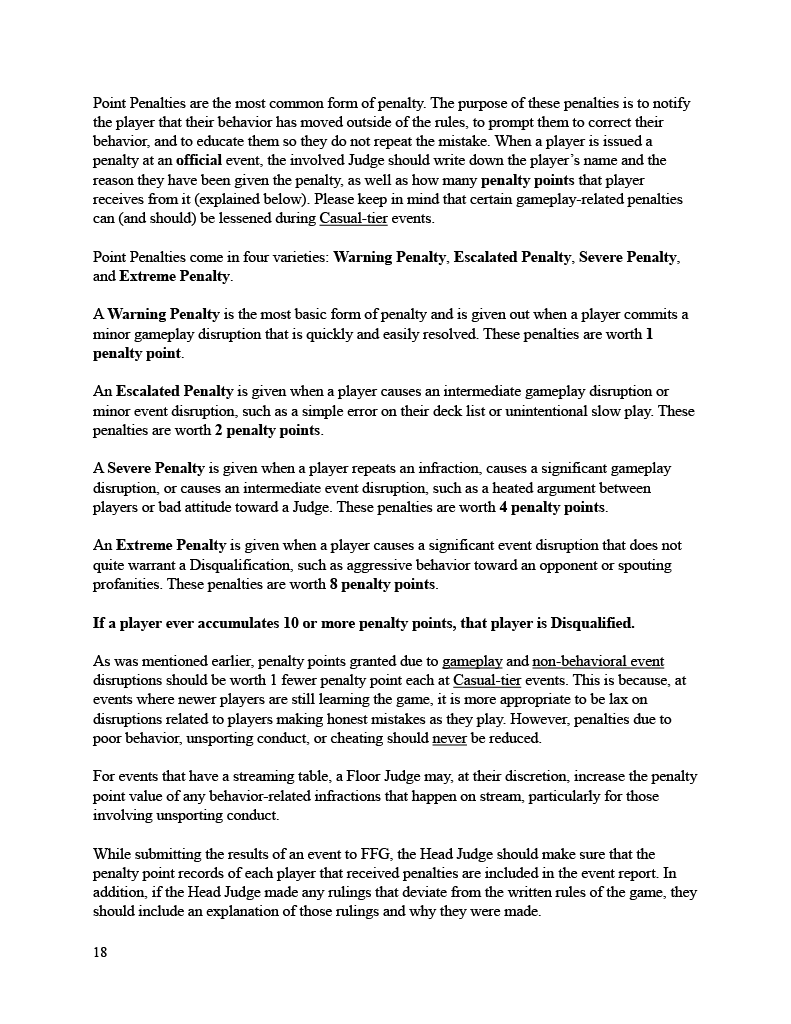 Point Penalties are the most common form of penalty. The purpose of these penalties is to notify
the player that their behavior has moved outside of the rules, to prompt them to correct their
behavior, and to educate them so they do not repeat the mistake. When a player is issued a
penalty at an official event, the involved Judge should write down the player’s name and the
reason they have been given the penalty, as well as how many penalty points that player
receives from it (explained below). Please keep in mind that certain gameplay-related penalties
can (and should) be lessened during Casual-tier events.
Point Penalties come in four varieties: Warning Penalty, Escalated Penalty, Severe Penalty,
and Extreme Penalty.
A Warning Penalty is the most basic form of penalty and is given out when a player commits a
minor gameplay disruption that is quickly and easily resolved. These penalties are worth 1
penalty point.
An Escalated Penalty is given when a player causes an intermediate gameplay disruption or
minor event disruption, such as a simple error on their deck list or unintentional slow play. These
penalties are worth 2 penalty points.
A Severe Penalty is given when a player repeats an infraction, causes a significant gameplay
disruption, or causes an intermediate event disruption, such as a heated argument between
players or bad attitude toward a Judge. These penalties are worth 4 penalty points.
An Extreme Penalty is given when a player causes a significant event disruption that does not
quite warrant a Disqualification, such as aggressive behavior toward an opponent or spouting
profanities. These penalties are worth 8 penalty points.
If a player ever accumulates 10 or more penalty points, that player is Disqualified.
As was mentioned earlier, penalty points granted due to gameplay and non-behavioral event
disruptions should be worth 1 fewer penalty point each at Casual-tier events. This is because, at
events where newer players are still learning the game, it is more appropriate to be lax on
disruptions related to players making honest mistakes as they play. However, penalties due to
poor behavior, unsporting conduct, or cheating should never be reduced.
For events that have a streaming table, a Floor Judge may, at their discretion, increase the penalty
point value of any behavior-related infractions that happen on stream, particularly for those
involving unsporting conduct.
While submitting the results of an event to FFG, the Head Judge should make sure that the
penalty point records of each player that received penalties are included in the event report. In
addition, if the Head Judge made any rulings that deviate from the written rules of the game, they
should include an explanation of those rulings and why they were made.
18